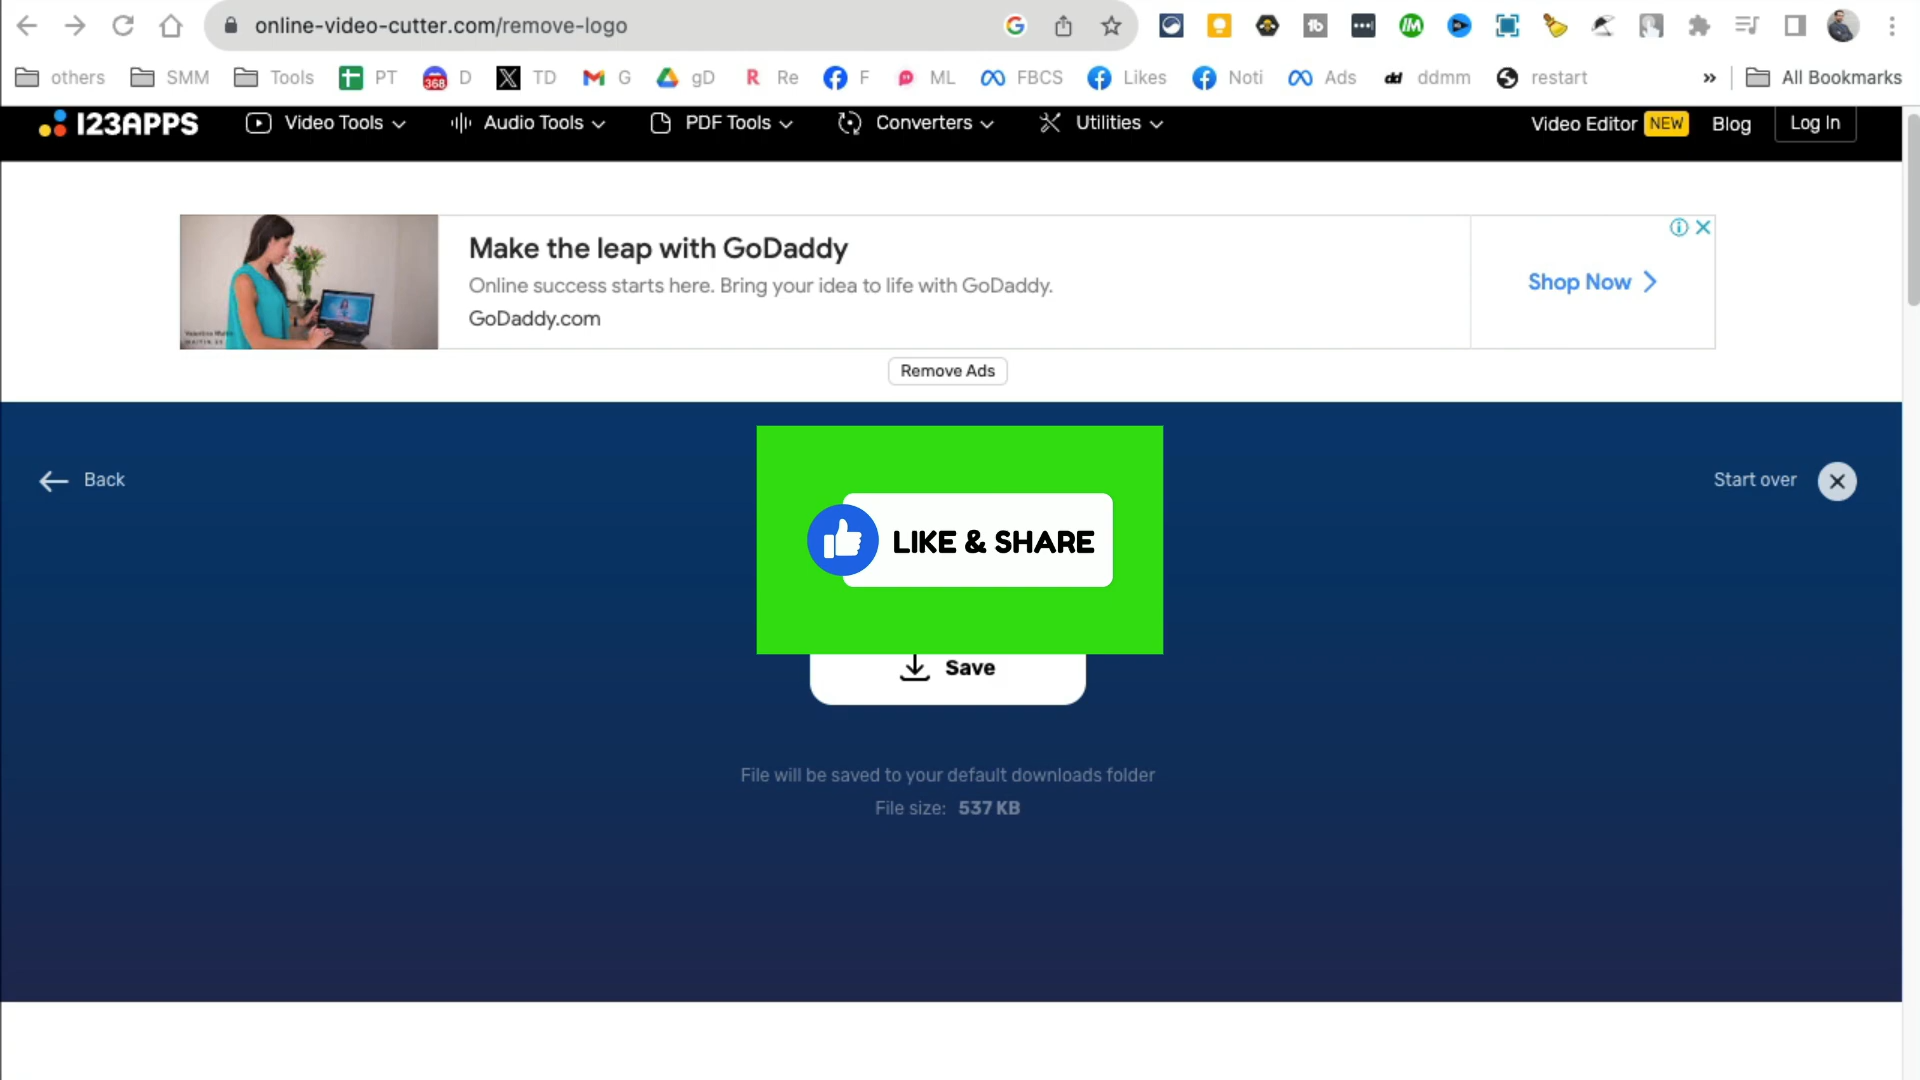 online-video-cutter.com/remove-logo
others SMM Tools PT D TD G gD Re F ML FBCS Likes Noti Ads ddmm restart » All Bookmarks
123APPS Video Tools Audio Tools PDF Tools Converters Utilities Video Editor NEW Blog Log In
Make the leap with GoDaddy
Online success starts here. Bring your idea to life with GoDaddy.
GoDaddy.com
Shop Now
Remove Ads
Back
Start over
LIKE & SHARE
Save
File will be saved to your default downloads folder
File size: 537 KB